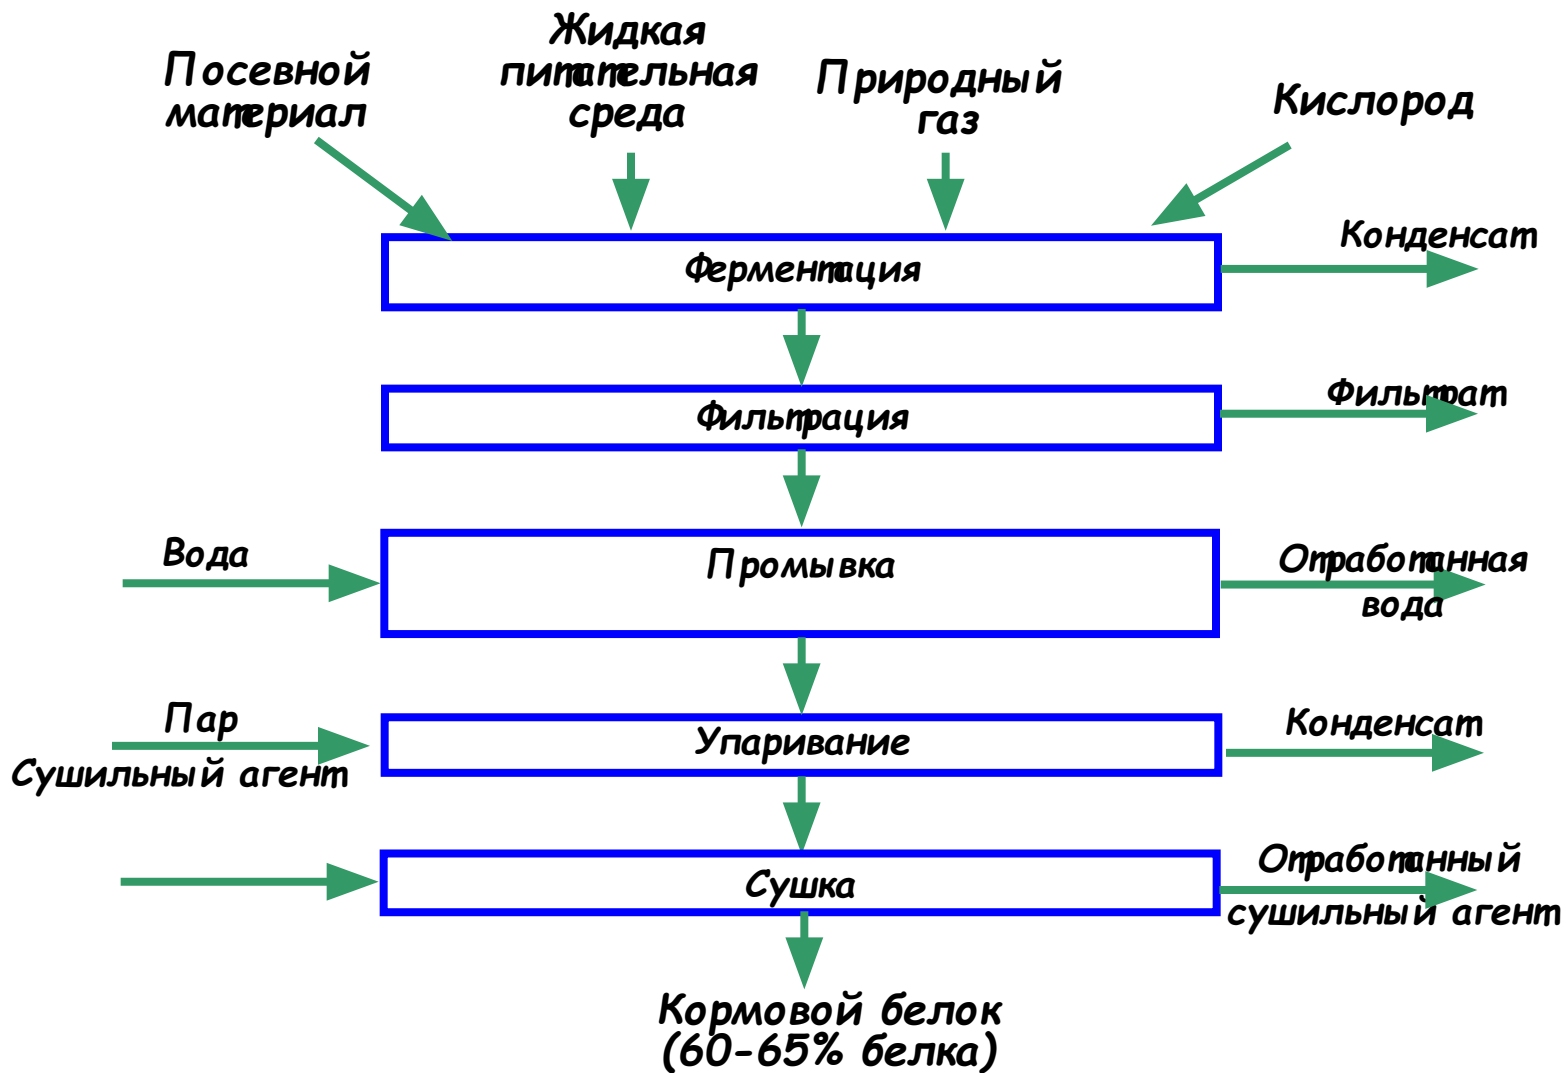 Посевной
материал
Жидкая
питательная
среда
Природный
газ
Кислород
Ферментация
Конденсат
Фильтрация
Фильтрат
Вода
Промывка
Отработанная
вода
Пар
Упаривание
Конденсат
Сушильный агент
Сушка
Отработанный
сушильный агент
Кормовой белок
(60-65% белка)